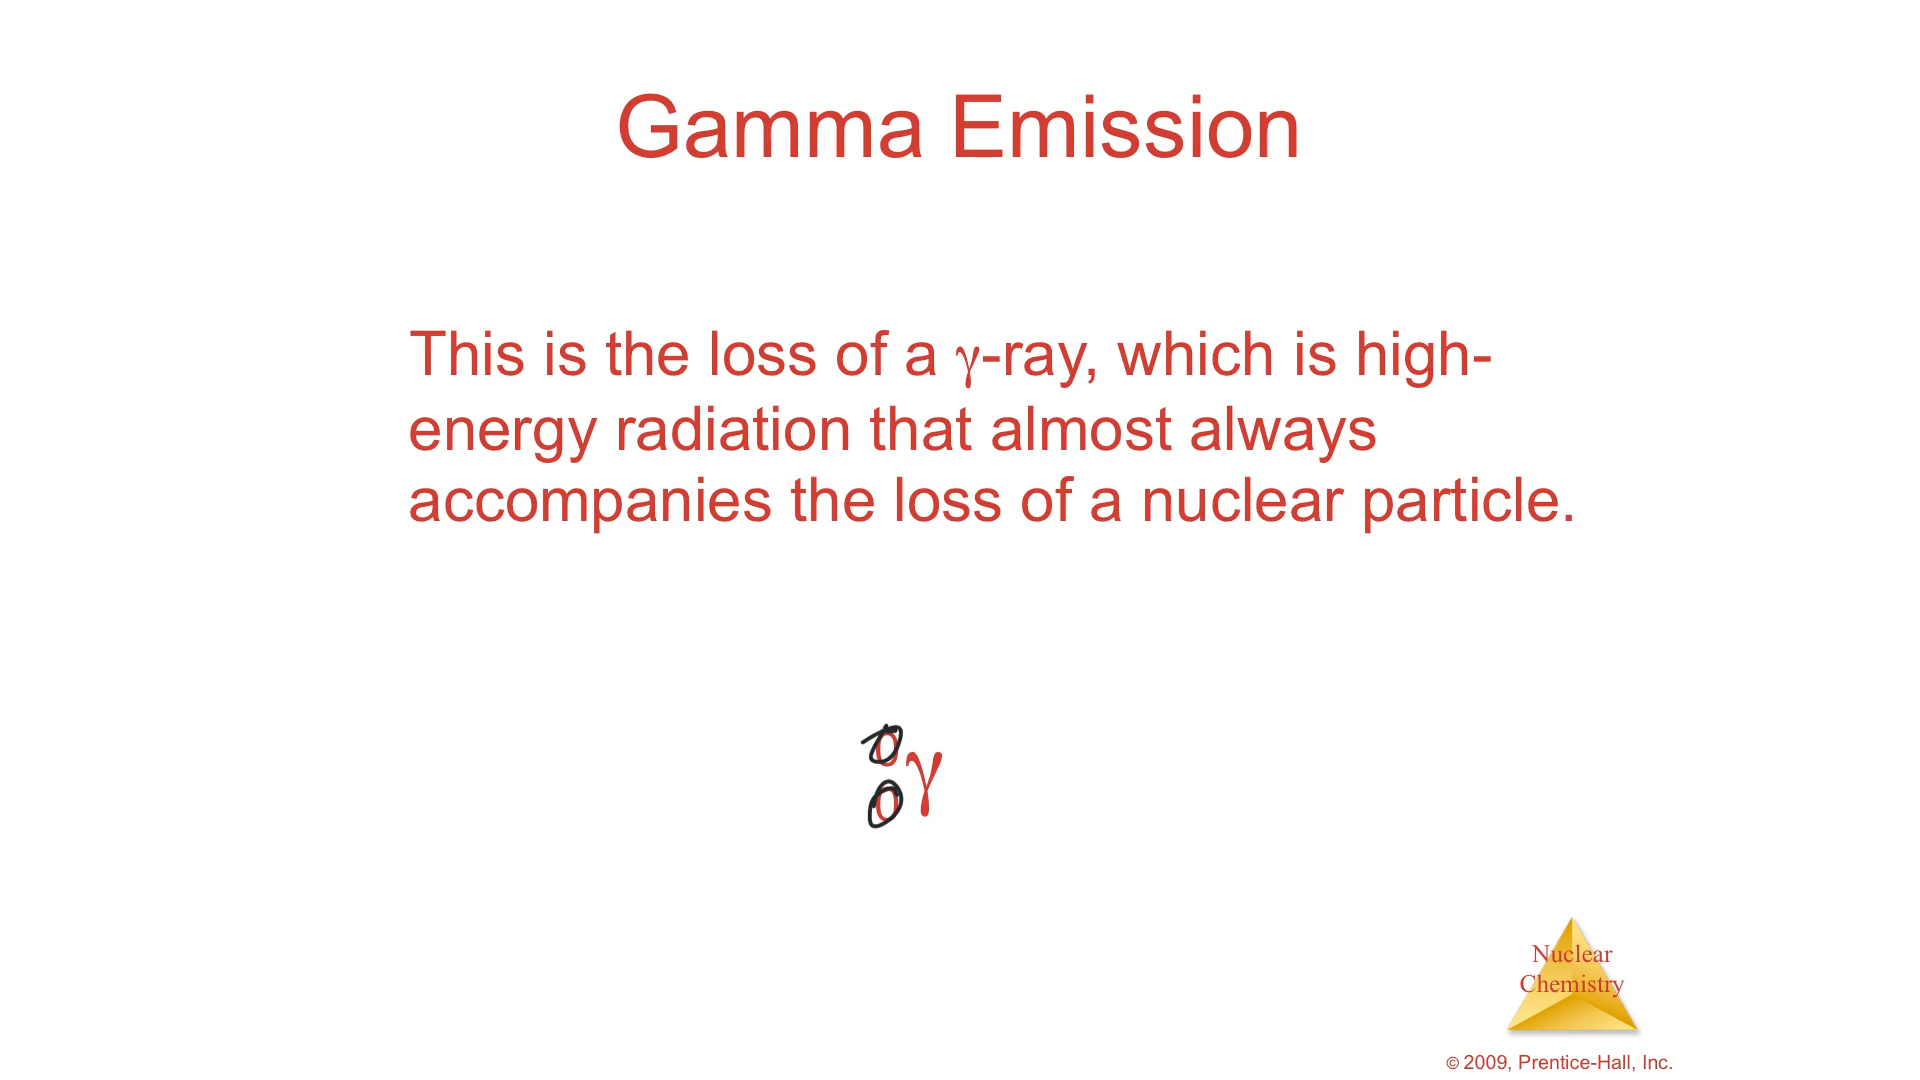 Gamma Emission
This is the loss of a γ-ray, which is high-
energy radiation that almost always
accompanies the loss of a nuclear particle.
0
0
γ
Nuclear
Chemistry
© 2009, Prentice-Hall, Inc.